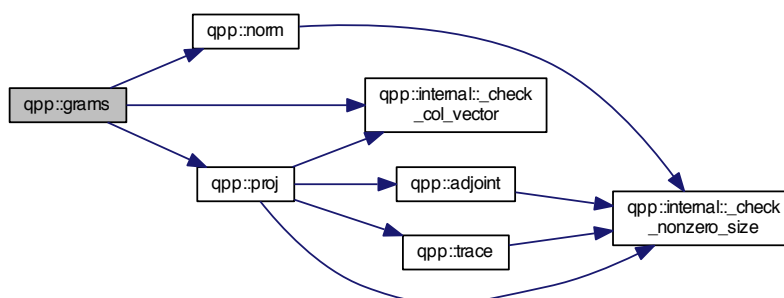 qpp::norm
qpp::grams
qpp::internal::_check
_col_vector
qpp::proj
qpp::adjoint
qpp::internal::_check
_nonzero_size
qpp::trace